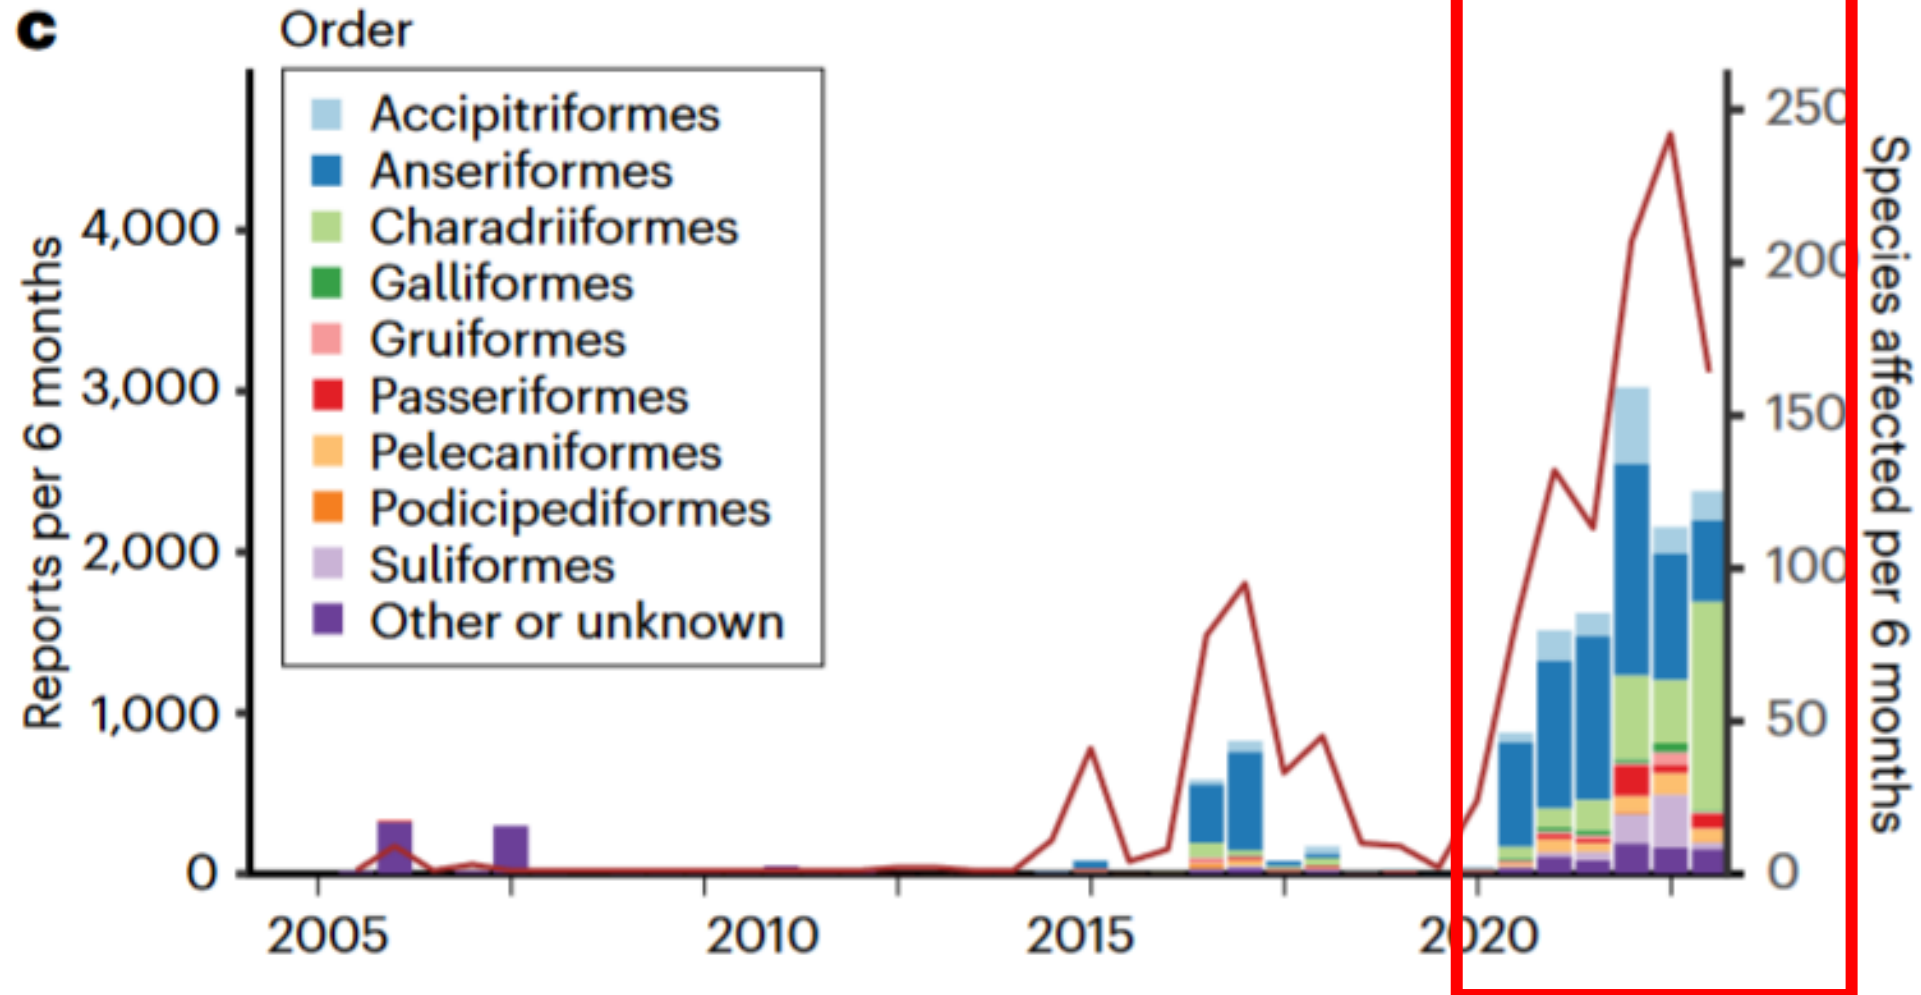 c
Order
Accipitriformes
Anseriformes
Charadriiformes
Galliformes
Gruiformes
Passeriformes
Pelecaniformes
Podicipediformes
Suliformes
Other or unknown
Reports per 6 months
4,000
3,000
2,000
1,000
0
250
200
150
100
50
0
Species affected per 6 months
2005
2010
2015
2020